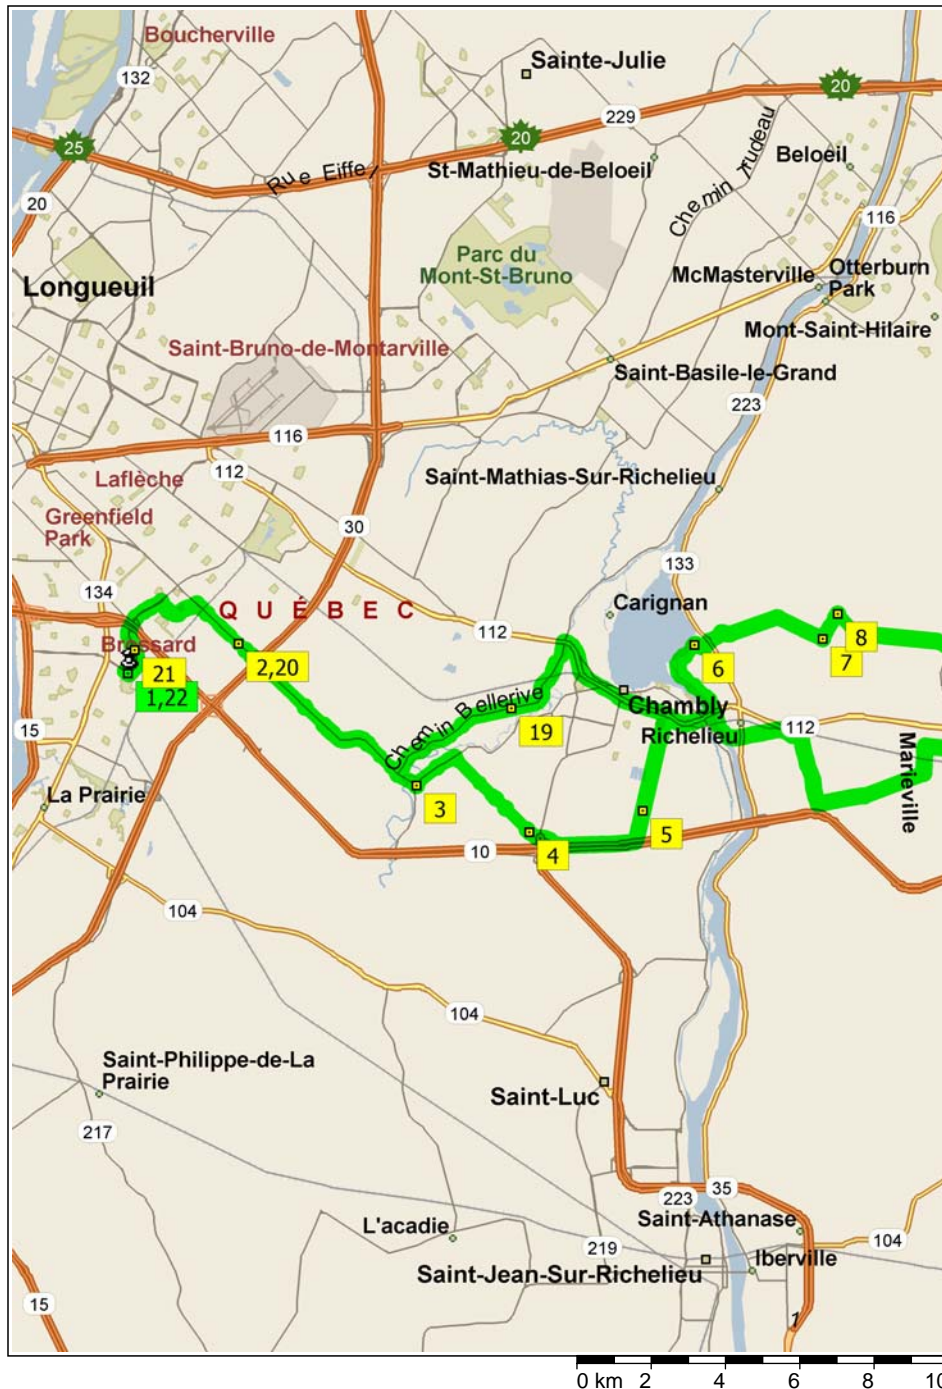 Boucherville
132
Sainte-Julie
20
229
25
20
Rue Eiffel
St-Mathieu-de-Beloeil
Chemin Trudeau
Beloeil
20
116
Parc du
Mont-St-Bruno
McMasterville
Otterburn
Park
Longueuil
Mont-Saint-Hilaire
Saint-Bruno-de-Montarville
Saint-Basile-le-Grand
223
116
112
Laflèche
Saint-Mathias-Sur-Richelieu
Greenfield
Park
30
133
134
QUÉBEC
Carignan
112
Brossard
8
2,20
7
21
6
1,22
Chemin Bellerive
Chambly
19
Richelieu
112
15
Marieville
La Prairie
3
5
10
4
104
104
Saint-Philippe-de-La
Prairie
Saint-Luc
217
35
223
L'acadie
Saint-Athanase
219
104
Iberville
Saint-Jean-Sur-Richelieu
15
1
0 km 2 4 6 8 10